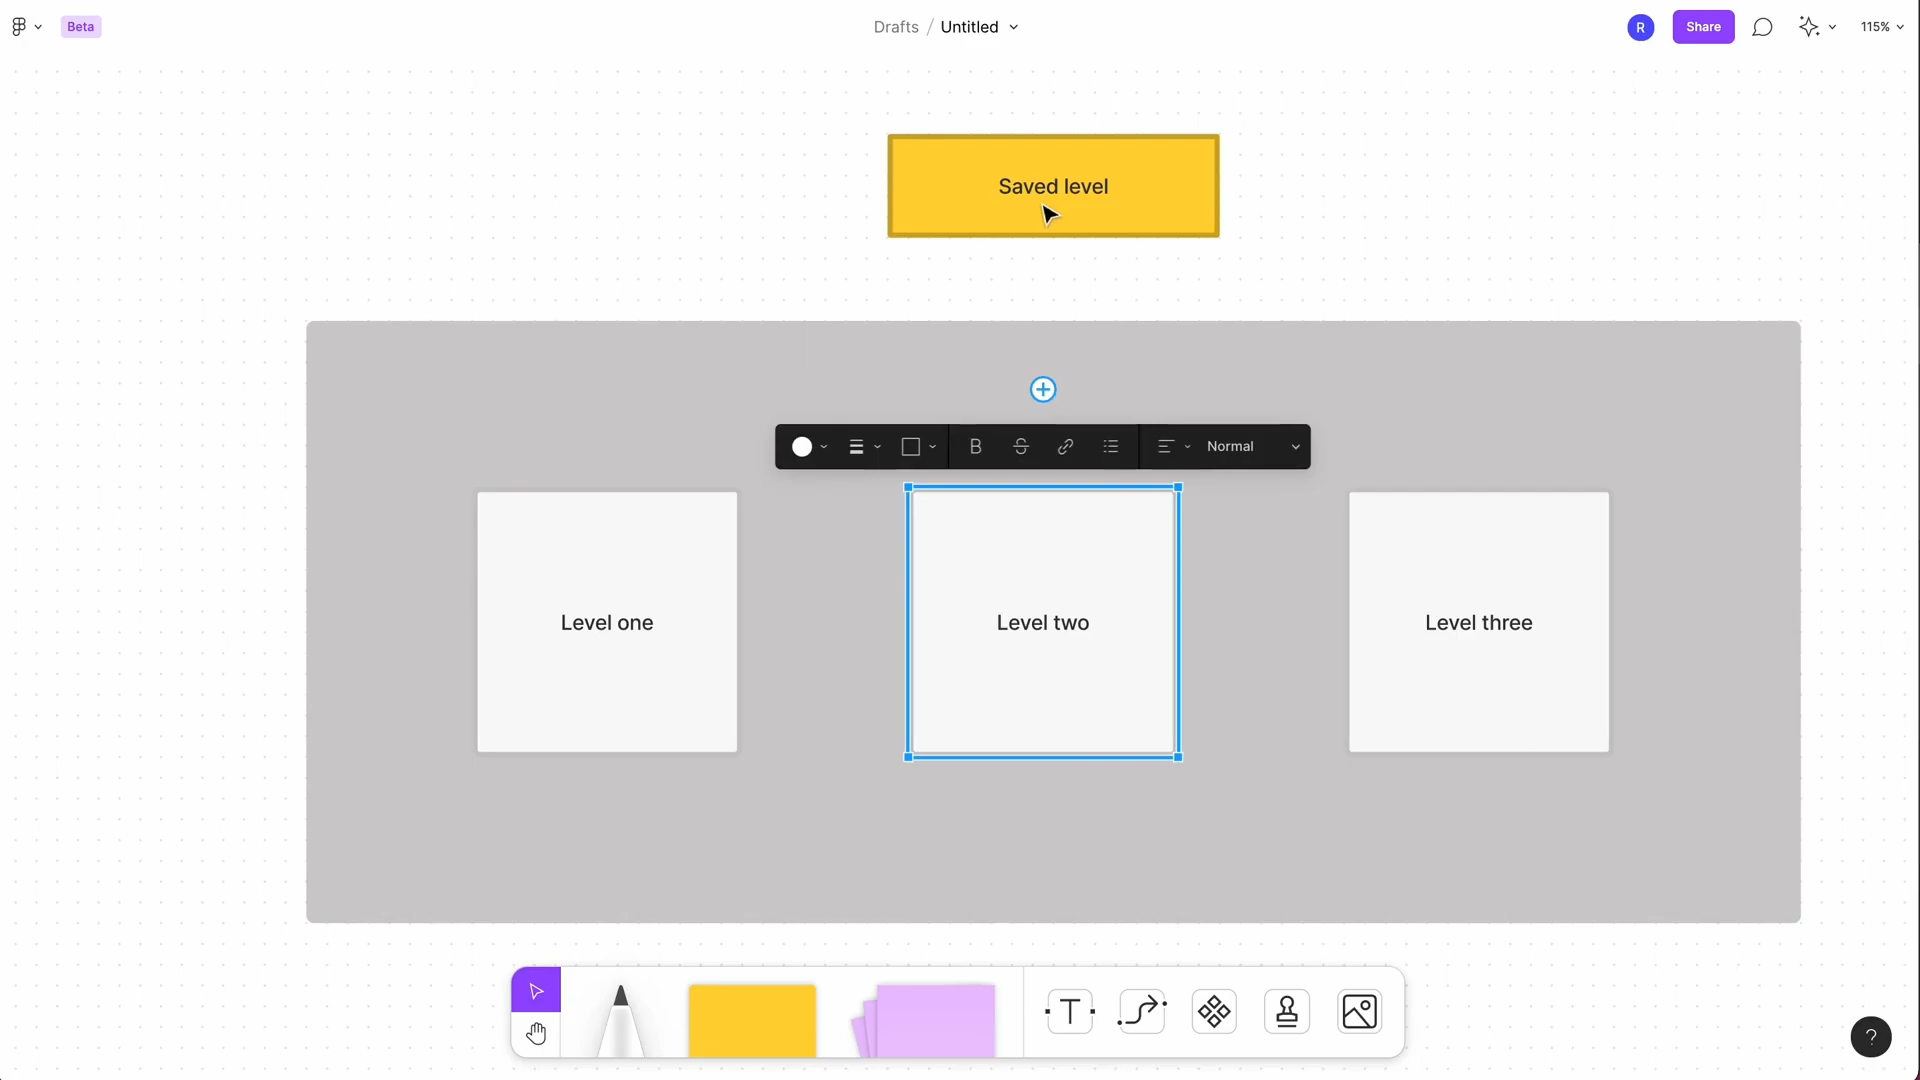 Beta
Drafts / Untitled
R
Share
115%
Saved level
B
Normal
Level one
Level two
Level three
T
?